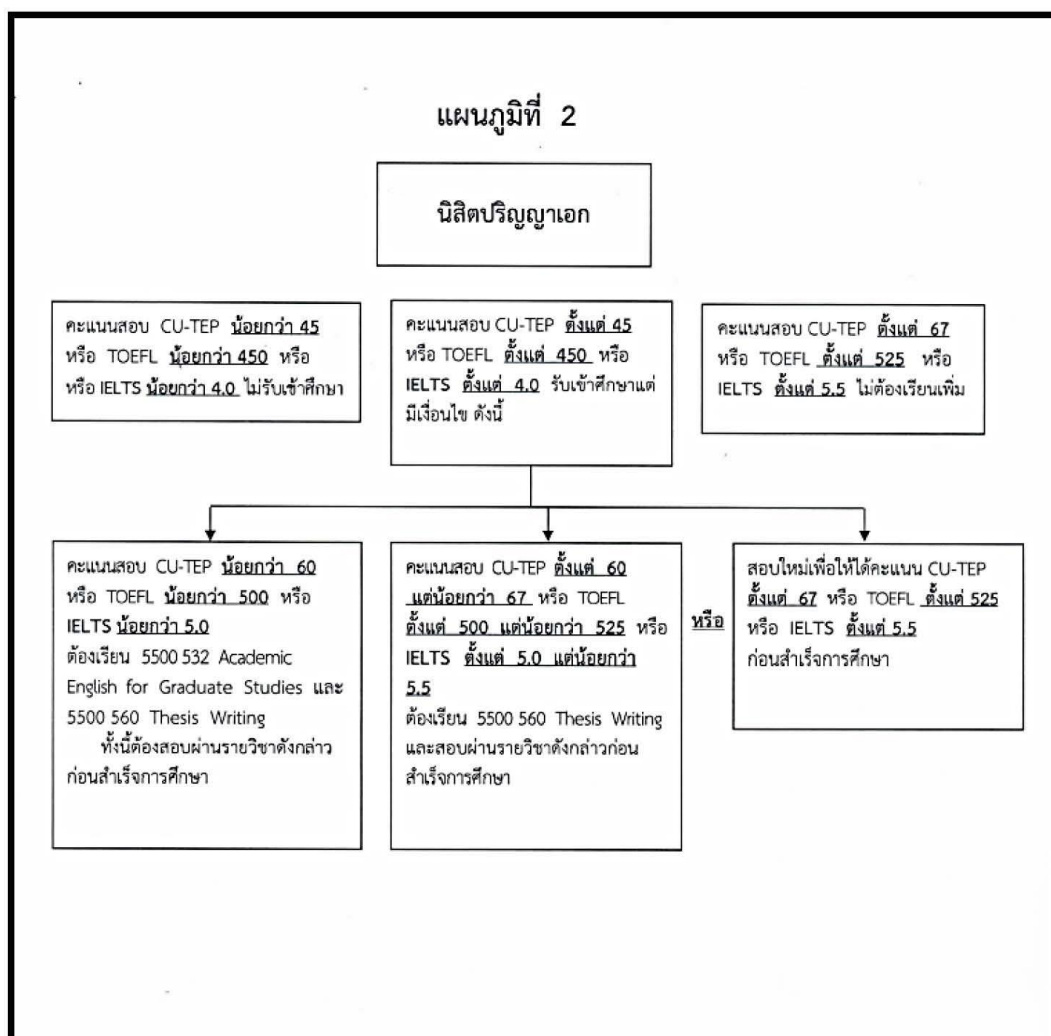 แผนภูมิที่ 2
นิสิตปริญญาเอก
คะแนนสอบ CU-TEP น้อยกว่า 45
หรือ TOEFL น้อยกว่า 450 หรือ
หรือ IELTS น้อยกว่า 4.0 ไม่รับเข้าศึกษา
คะแนนสอบ CU-TEP ตั้งแต่ 45
หรือ TOEFL ตั้งแต่ 450 หรือ
IELTS ตั้งแต่ 4.0 รับเข้าศึกษาแต่
มีเงื่อนไข ดังนี้
คะแนนสอบ CU-TEP ตั้งแต่ 67
หรือ TOEFL ตั้งแต่ 525 หรือ
IELTS ตั้งแต่ 5.5 ไม่ต้องเรียนเพิ่ม
คะแนนสอบ CU-TEP น้อยกว่า 60
หรือ TOEFL น้อยกว่า 500 หรือ
IELTS น้อยกว่า 5.0
ต้องเรียน 5500 532 Academic
English for Graduate Studies และ
5500 560 Thesis Writing
ทั้งนี้ต้องสอบผ่านรายวิชาดังกล่าว
ก่อนสำเร็จการศึกษา
คะแนนสอบ CU-TEP ตั้งแต่ 60
แต่น้อยกว่า 67 หรือ TOEFL
ตั้งแต่ 500 แต่น้อยกว่า 525 หรือ
IELTS ตั้งแต่ 5.0 แต่น้อยกว่า
5.5
ต้องเรียน 5500 560 Thesis Writing
และสอบผ่านรายวิชาดังกล่าวก่อน
สำเร็จการศึกษา
หรือ
สอบใหม่เพื่อให้ได้คะแนน CU-TEP
ตั้งแต่ 67 หรือ TOEFL ตั้งแต่ 525
หรือ IELTS ตั้งแต่ 5.5
ก่อนสำเร็จการศึกษา